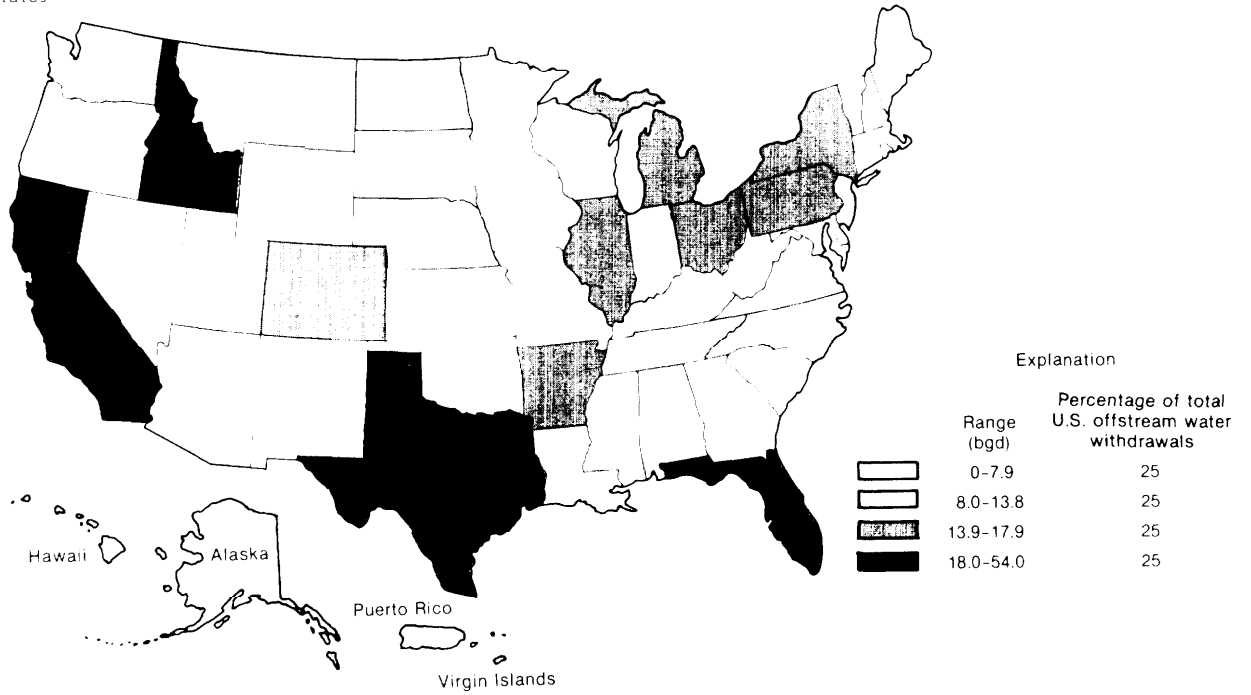 Explanation
Range
(bgd)
Percentage of total
U.S. offstream water
withdrawals
0-7.9 25
8.0-13.8 25
13.9-17.9 25
18.0-54.0 25
Hawaii
Alaska
Puerto Rico
Virgin Islands